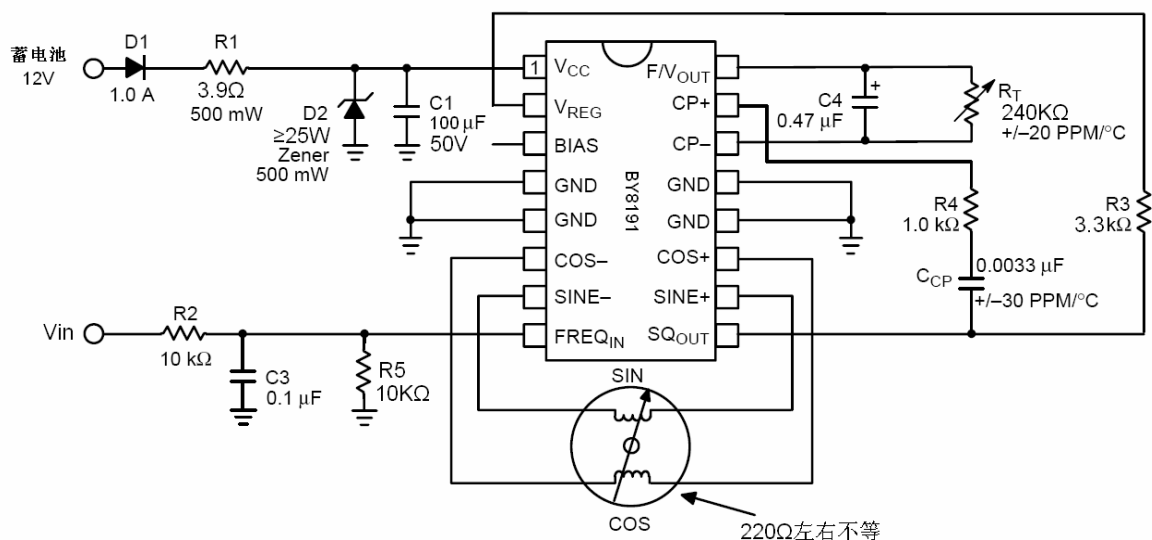 蓄电池
12V
D1
1.0 A
R1
3.9Ω
500 mW
D2
≥25W
Zener
500 mW
C1
100 μF
50V
1
VCC
VREG
BIAS
GND
GND
COS–
SINE–
FREQIN
BY8191
F/VOUT
CP+
CP–
GND
GND
COS+
SINE+
SQOUT
C4
0.47 μF
+
RT
240KΩ
+/–20 PPM/°C
R4
1.0 kΩ
R3
3.3kΩ
CCP
0.0033 μF
+/–30 PPM/°C
Vin
R2
10 kΩ
C3
0.1 μF
R5
10KΩ
SIN
COS
220Ω左右不等